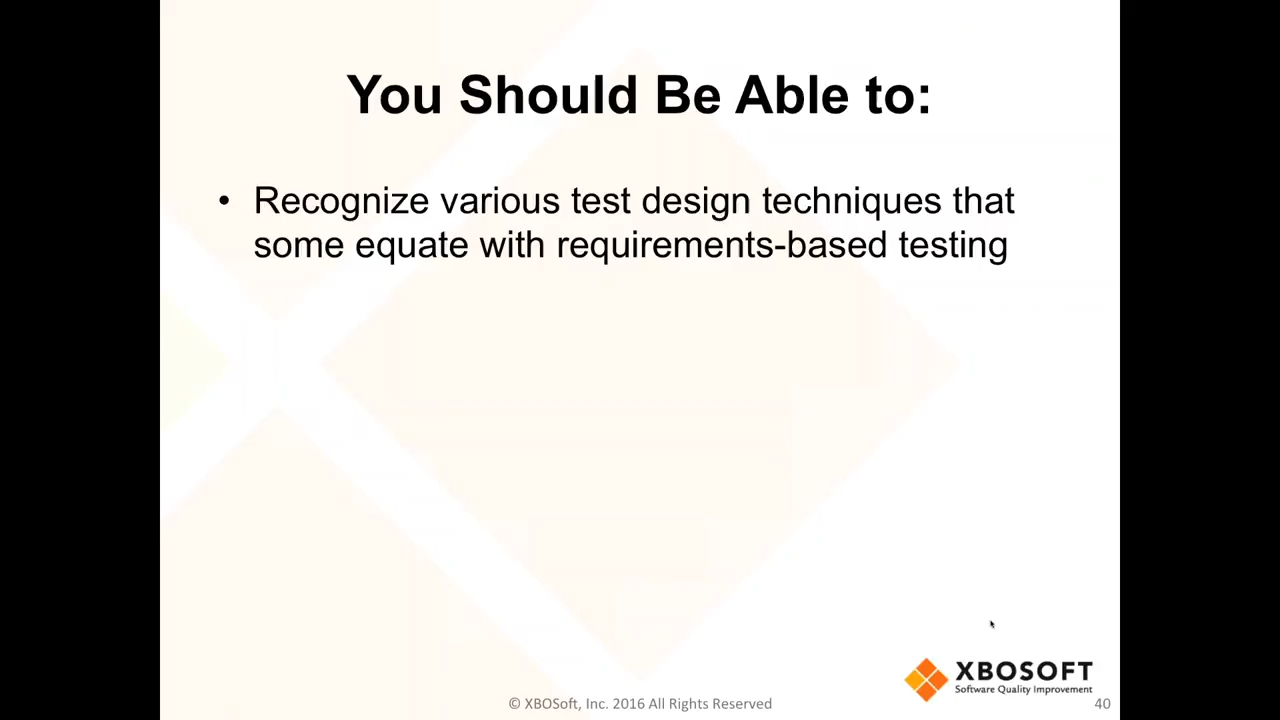 You Should Be Able to:
• Recognize various test design techniques that
some equate with requirements-based testing
XBOSOFT
Software Quality Improvement
© XBOSoft, Inc. 2016 All Rights Reserved
40